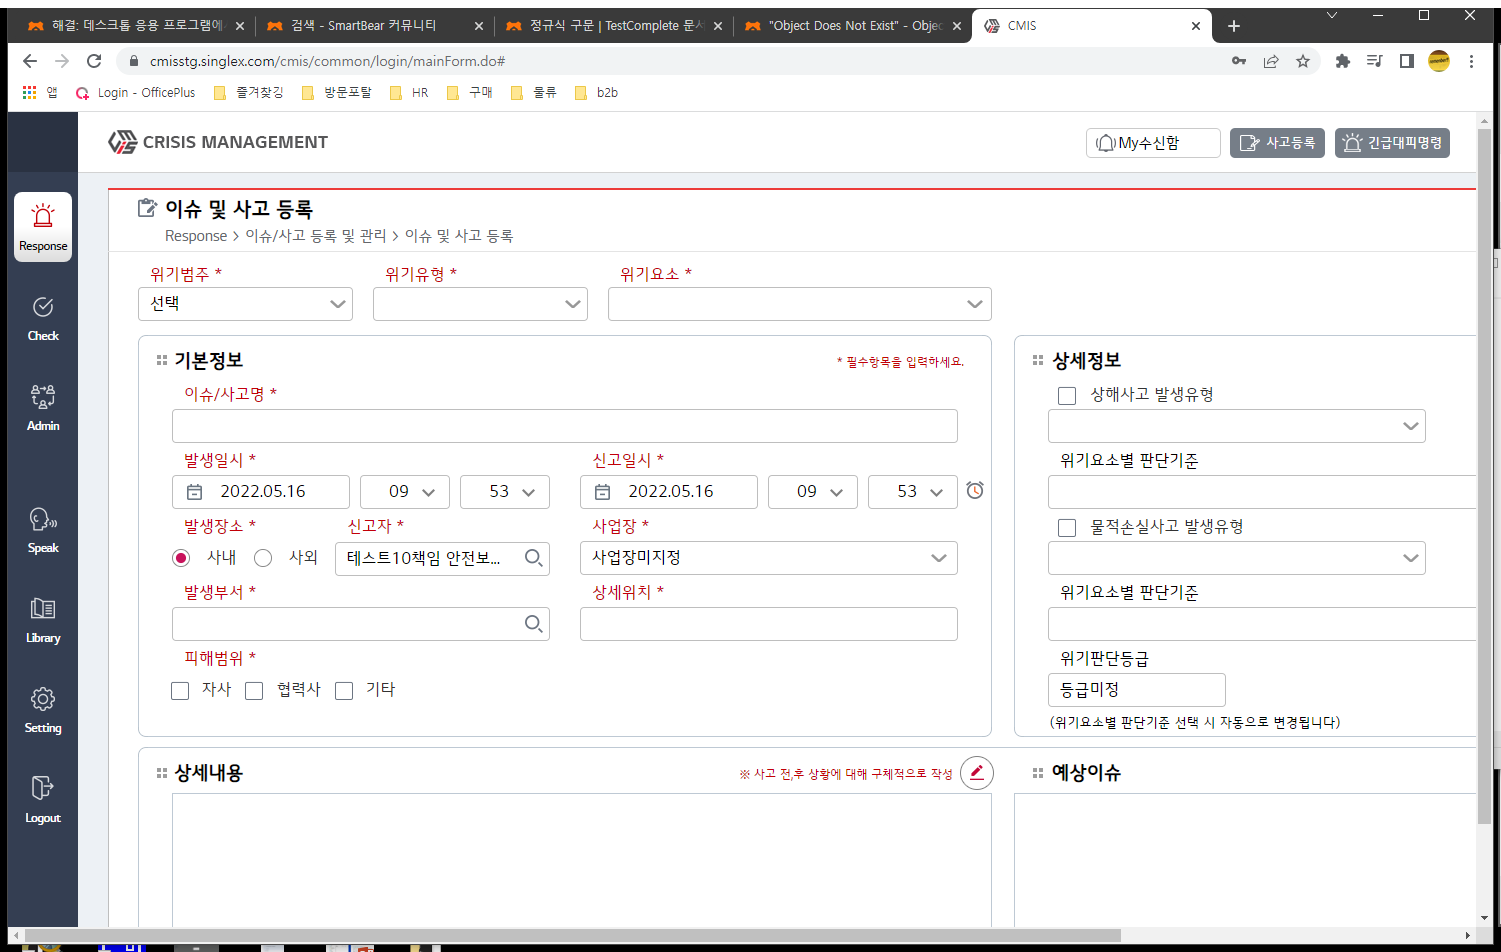 해결: 데스크톱 응용 프로그램에
검색 - SmartBear 커뮤니티
정규식 구문 | TestComplete 문서
"Object Does Not Exist" - Objec
CMIS
cmisstg.singlex.com/cmis/common/login/mainForm.do#
앱 Login - OfficePlus 즐겨찾깅 방문포탈 HR 구매 물류 b2b
CRISIS MANAGEMENT
My수신함 사고등록 긴급대피명령
Response
Check
Admin
Speak
Library
Setting
Logout
이슈 및 사고 등록
Response > 이슈/사고 등록 및 관리 > 이슈 및 사고 등록
위기범주 * 위기유형 * 위기요소 *
선택
기본정보
* 필수항목을 입력하세요.
이슈/사고명 *
발생일시 * 신고일시 *
2022.05.16 09 53 2022.05.16 09 53
발생장소 * 신고자 * 사업장 *
사내 사외 테스트10책임 안전보... 사업장미지정
발생부서 * 상세위치 *
피해범위 *
자사 협력사 기타
상세정보
상해사고 발생유형
위기요소별 판단기준
물적손실사고 발생유형
위기요소별 판단기준
위기판단등급
등급미정
(위기요소별 판단기준 선택 시 자동으로 변경됩니다)
상세내용
※ 사고 전,후 상황에 대해 구체적으로 작성
예상이슈